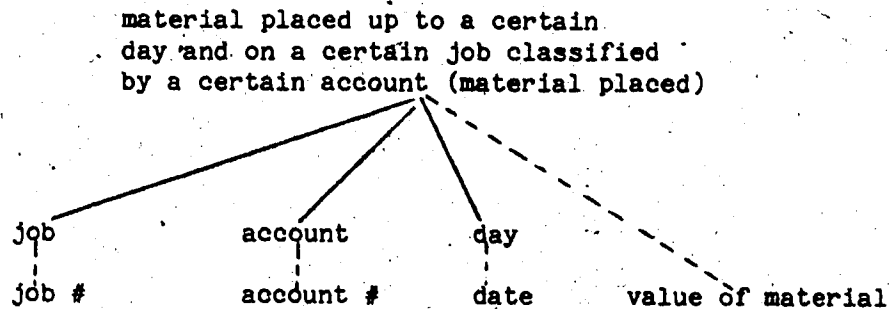 material placed up to a certain
day and on a certain job classified
by a certain account (material placed)
job account day
job # account # date value of material